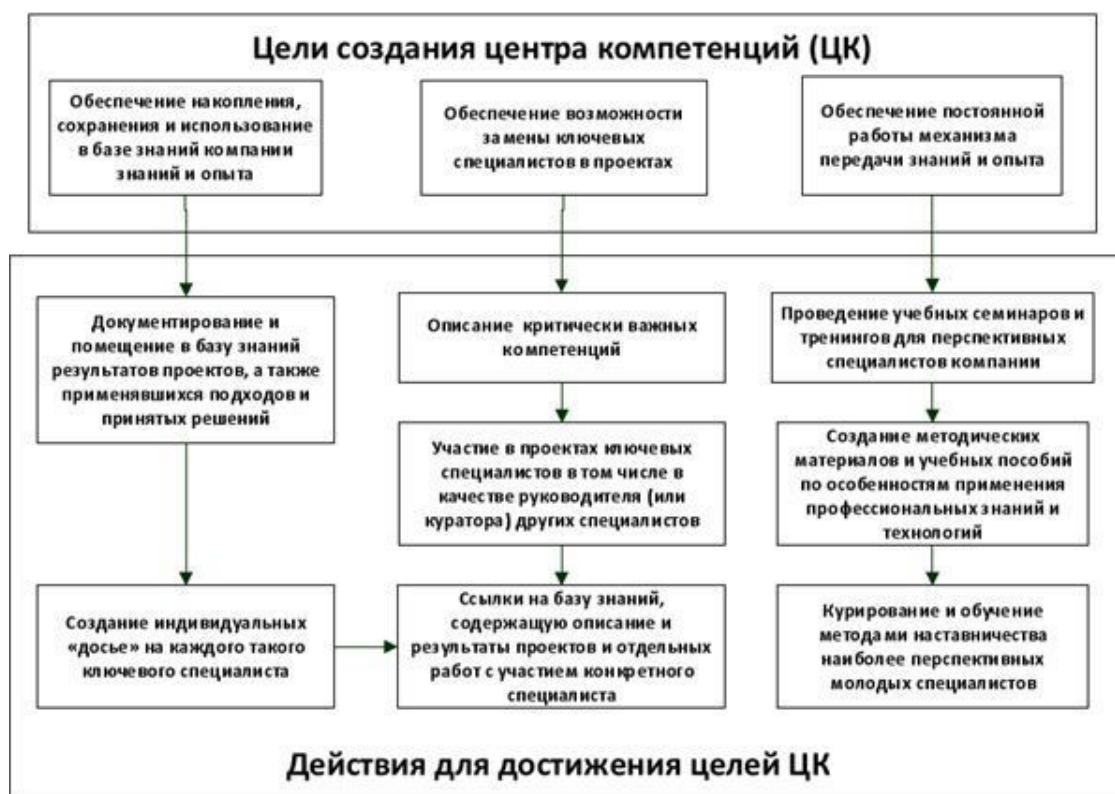 Цели создания центра компетенций (ЦК)
Обеспечение накопления,
сохранения и использование
в базе знаний компании
знаний и опыта
Обеспечение возможности
замены ключевых
специалистов в проектах
Обеспечение постоянной
работы механизма
передачи знаний и опыта
Документирование и
помещение в базу знаний
результатов проектов, а также
применявшихся подходов и
принятых решений
Описание критически важных
компетенций
Проведение учебных семинаров и
тренингов для перспективных
специалистов компании
Участие в проектах ключевых
специалистов в том числе в
качестве руководителя (или
куратора) других специалистов
Создание методических
материалов и учебных пособий
по особенностям применения
профессиональных знаний и
технологий
Создание индивидуальных
«досье» на каждого такого
ключевого специалиста
Ссылки на базу знаний,
содержащую описание и
результаты проектов и отдельных
работ с участием конкретного
специалиста
Курирование и обучение
методами наставничества
наиболее перспективных
молодых специалистов
Действия для достижения целей ЦК